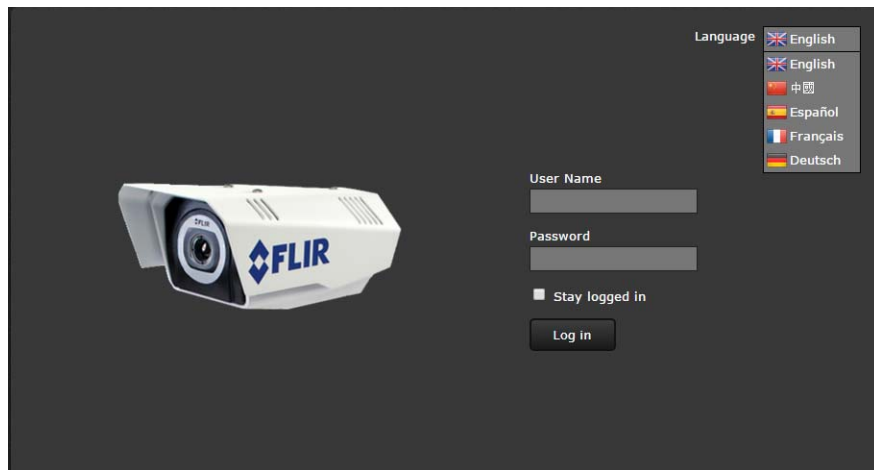 Language English
English
中國
Español
Français
Deutsch
User Name
Password
Stay logged in
Log in
FLIR
FLIR